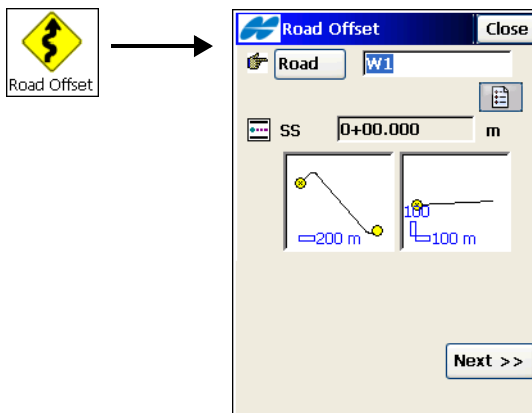 Road Offset
Road Offset
Close
Road
W1
SS
0+00.000
m
200 m
100
100 m
Next >>